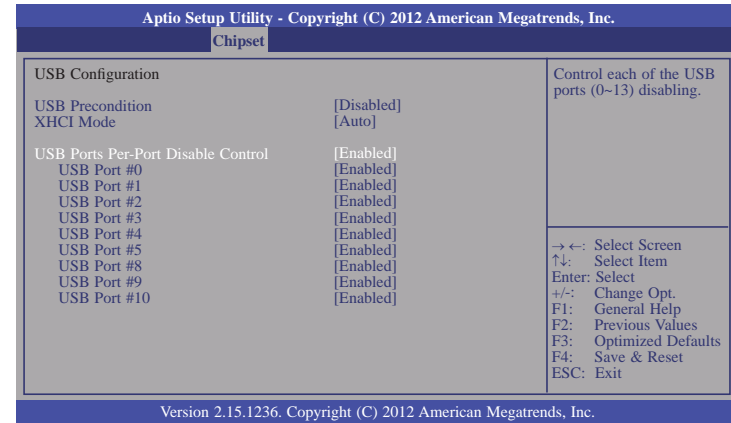 Aptio Setup Utility - Copyright (C) 2012 American Megatrends, Inc.
Chipset
USB Configuration
USB Precondition [Disabled]
XHCI Mode [Auto]
USB Ports Per-Port Disable Control [Enabled]
USB Port #0 [Enabled]
USB Port #1 [Enabled]
USB Port #2 [Enabled]
USB Port #3 [Enabled]
USB Port #4 [Enabled]
USB Port #5 [Enabled]
USB Port #8 [Enabled]
USB Port #9 [Enabled]
USB Port #10 [Enabled]
Control each of the USB
ports (0~13) disabling.
→←: Select Screen
↑↓: Select Item
Enter: Select
+/-: Change Opt.
F1: General Help
F2: Previous Values
F3: Optimized Defaults
F4: Save & Reset
ESC: Exit
Version 2.15.1236. Copyright (C) 2012 American Megatrends, Inc.